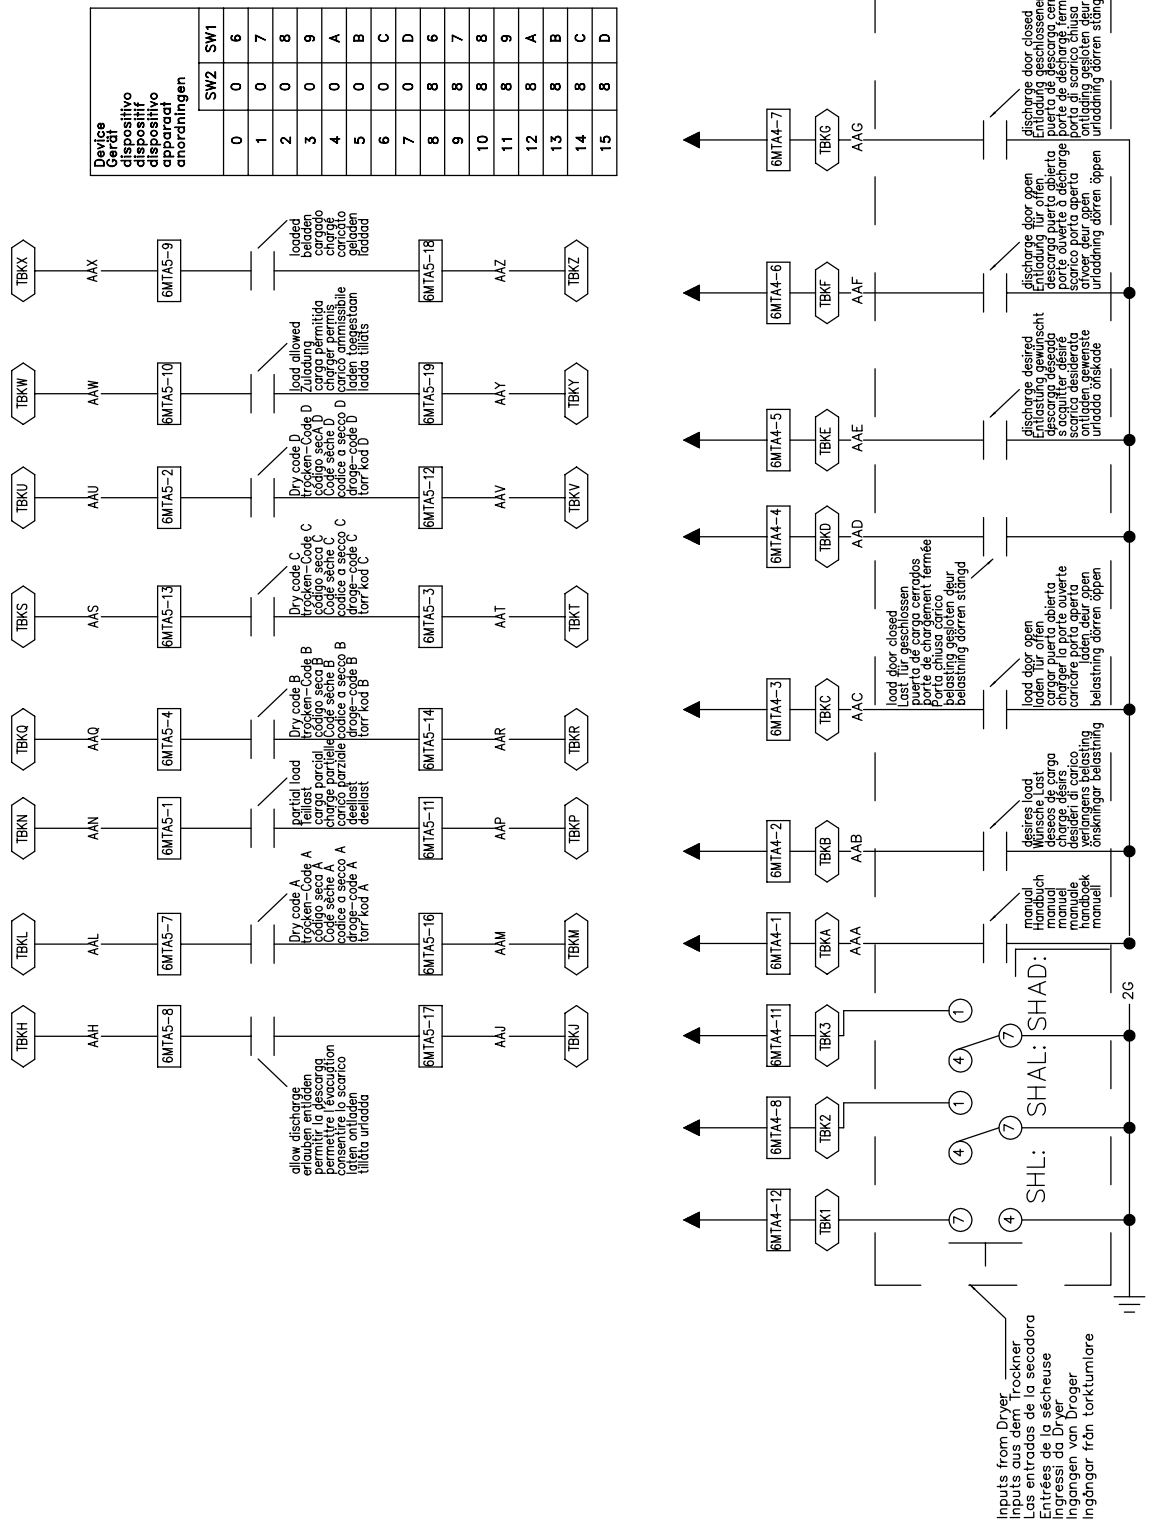 Device
Gerät
dispositivo
dispositif
dispositivo
apparaat
anordningen
SW2 SW1
0 0 6
1 0 7
2 0 8
3 0 9
4 0 A
5 0 B
6 0 C
7 0 D
8 8 6
9 8 7
10 8 8
11 8 9
12 8 A
13 8 B
14 8 C
15 8 D
TBKH
AAH
6MTA5-8
allow discharge
erlauben entladen
permitir la descarga
permettre l'évacuation
consentire lo scarico
laten ontladen
tillåta urladda
6MTA5-17
AAJ
TBKJ
TBKL
AAL
6MTA5-7
Dry code A
trocken-Code A
código seca A
Code sèche A
codice a secco A
droge-code A
torr kod A
6MTA5-16
AAM
TBKM
TBKN
AAN
6MTA5-1
partial load
Teillast
carga parcial
charge partielle
carico parziale
deellast
deellast
6MTA5-11
AAP
TBKP
TBKQ
AAQ
6MTA5-4
Dry code B
trocken-Code B
código seca B
Code sèche B
codice a secco B
droge-code B
torr kod B
6MTA5-14
AAR
TBKR
TBKS
AAS
6MTA5-13
Dry code C
trocken-Code C
código seca C
Code sèche C
codice a secco C
droge-code C
torr kod C
6MTA5-3
AAT
TBKT
TBKU
AAU
6MTA5-2
Dry code D
trocken-Code D
código secA D
Code sèche D
codice a secco D
droge-code D
torr kod D
6MTA5-12
AAV
TBKV
TBKW
AAW
6MTA5-10
load allowed
Zuladung
carga permitida
charger permis
carico ammissibile
laden toegestaan
ladda tillåts
6MTA5-19
AAY
TBKY
TBKX
AAX
6MTA5-9
loaded
beladen
cargado
chargé
caricato
geladen
laddad
6MTA5-18
AAZ
TBKZ
6MTA4-12
TBK1
7
4
SHL:
6MTA4-8
TBK2
1
4
7
SHAL:
6MTA4-11
TBK3
1
4
7
SHAD:
2G
6MTA4-1
TBKA
AAA
manual
Handbuch
manual
manuel
manuale
handboek
manuell
6MTA4-2
TBKB
AAB
desires load
Wünsche Last
deseos de carga
charge désirs
desideri di carico
verlangens belasting
önskningar belastning
6MTA4-3
TBKC
AAC
load door open
laden Tür offen
cargar puerta abierta
charger la porte ouverte
caricare porta aperta
laden deur open
belastning dörren öppen
6MTA4-4
TBKD
AAD
load door closed
Last Tür geschlossen
puerta de carga cerrados
porte de chargement fermée
Porta chiusa carico
belasting gesloten deur
belastning dörren stängd
6MTA4-5
TBKE
AAE
discharge desired
Entlastung gewünscht
descarga deseada
s acquitter désiré
scarica desiderata
ontladen gewenste
urladda önskade
6MTA4-6
TBKF
AAF
discharge door open
Entladung Tür offen
descarga puerta abierta
porte ouverte à décharge
scarico porta aperta
afvoer deur open
urladdning dörren öppen
6MTA4-7
TBKG
AAG
discharge door closed
Entladung geschlossene
puerta de descarga
porte de décharge
porta di scarico chiusa
ontlading gesloten deur
urladdning dörren
Inputs from Dryer
Inputs aus dem Trockner
Las entradas de la secadora
Entrées de la sécheuse
Ingressi da Dryer
Ingangen van Droger
Ingångar från torktumlare